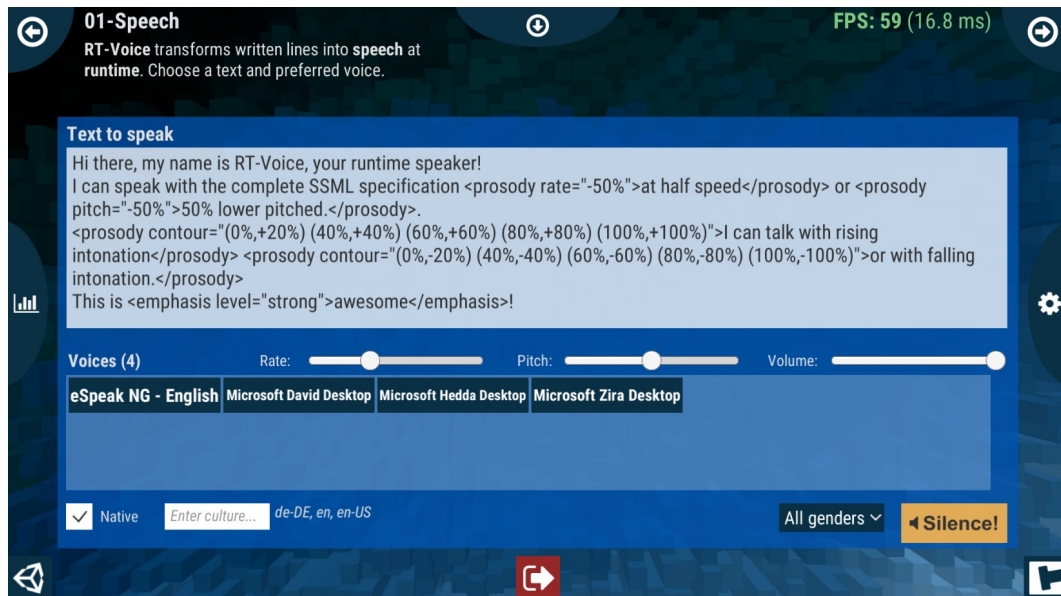 01-Speech
FPS: 59 (16.8 ms)
RT-Voice transforms written lines into speech at
runtime. Choose a text and preferred voice.
Text to speak
Hi there, my name is RT-Voice, your runtime speaker!
I can speak with the complete SSML specification <prosody rate="-50%">at half speed</prosody> or <prosody
pitch="-50%">50% lower pitched.</prosody>.
<prosody contour="(0%,+20%) (40%,+40%) (60%,+60%) (80%,+80%) (100%,+100%)">I can talk with rising
intonation</prosody> <prosody contour="(0%,-20%) (40%,-40%) (60%,-60%) (80%,-80%) (100%,-100%)">or with falling
intonation.</prosody>
This is <emphasis level="strong">awesome</emphasis>!
Voices (4) Rate: Pitch: Volume:
eSpeak NG - English Microsoft David Desktop Microsoft Hedda Desktop Microsoft Zira Desktop
Native Enter culture... de-DE, en, en-US All genders Silence!